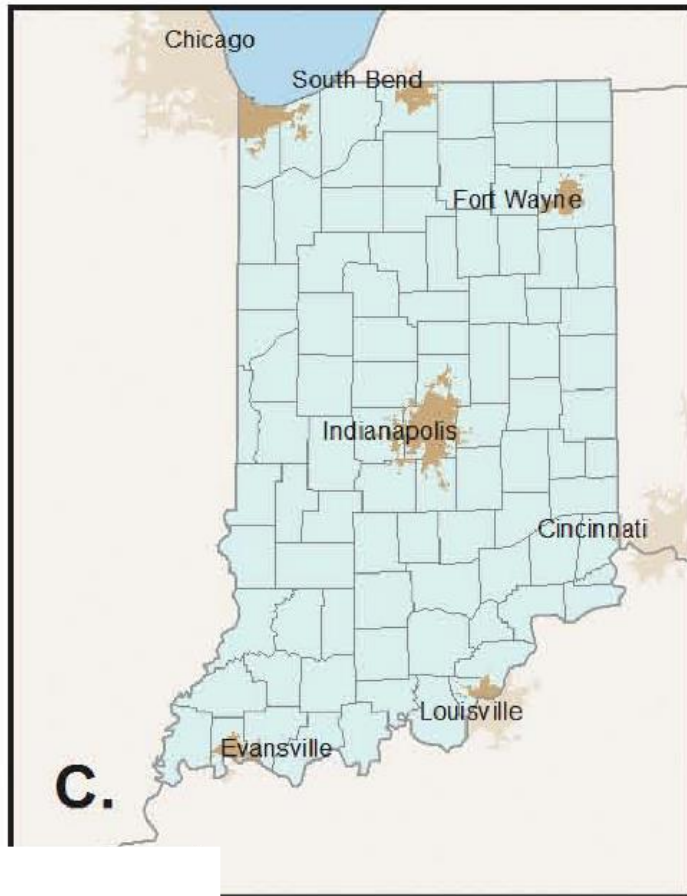 Chicago
South Bend
Fort Wayne
Indianapolis
Cincinnati
Louisville
Evansville
C.